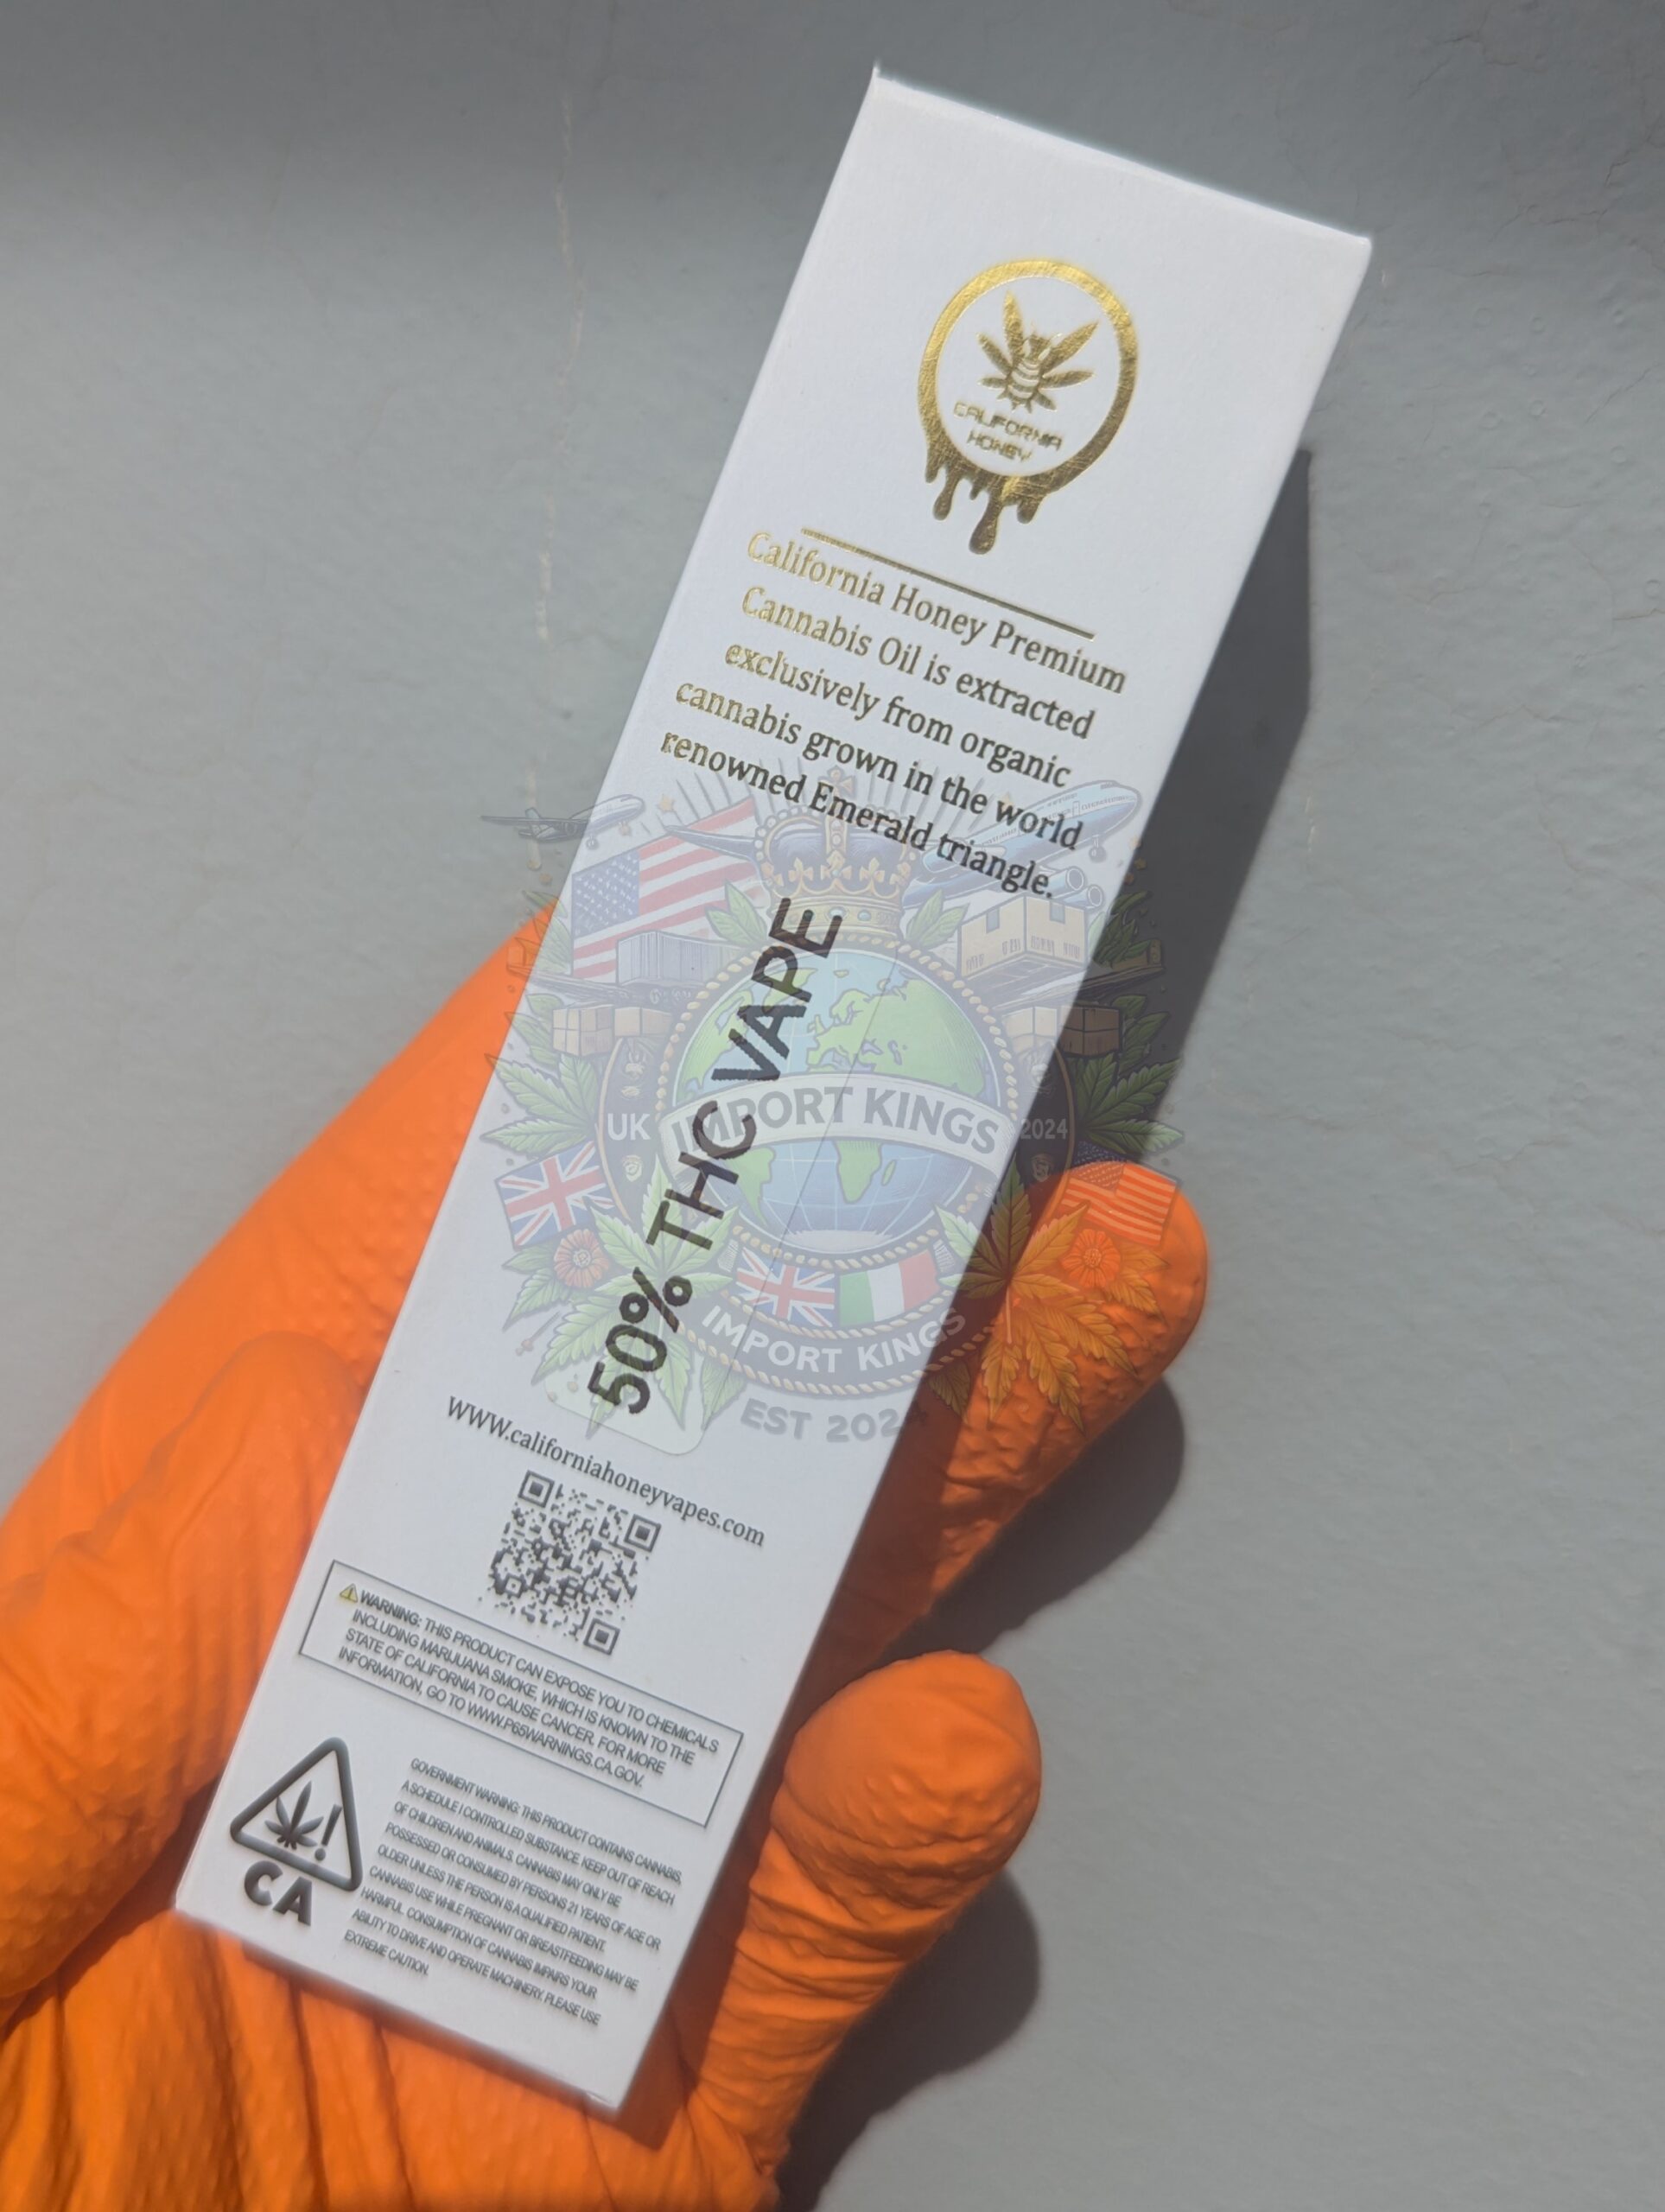 CALIFORNIA
HONEY
California Honey Premium
Cannabis Oil is extracted
exclusively from organic
cannabis grown in the world
renowned Emerald triangle.
50% THC VAPE
UK IMPORT KINGS 2024
IMPORT KINGS
EST 2024
www.californiahoneyvapes.com
WARNING: THIS PRODUCT CAN EXPOSE YOU TO CHEMICALS
INCLUDING MARIJUANA SMOKE, WHICH IS KNOWN TO THE
STATE OF CALIFORNIA TO CAUSE CANCER. FOR MORE
INFORMATION, GO TO WWW.P65WARNINGS.CA.GOV.
CA
GOVERNMENT WARNING: THIS PRODUCT CONTAINS CANNABIS,
A SCHEDULE I CONTROLLED SUBSTANCE. KEEP OUT OF REACH
OF CHILDREN AND ANIMALS. CANNABIS MAY ONLY BE
POSSESSED OR CONSUMED BY PERSONS 21 YEARS OF AGE OR
OLDER UNLESS THE PERSON IS A QUALIFIED PATIENT.
CANNABIS USE WHILE PREGNANT OR BREASTFEEDING MAY BE
HARMFUL. CONSUMPTION OF CANNABIS IMPAIRS YOUR
ABILITY TO DRIVE AND OPERATE MACHINERY. PLEASE USE
EXTREME CAUTION.